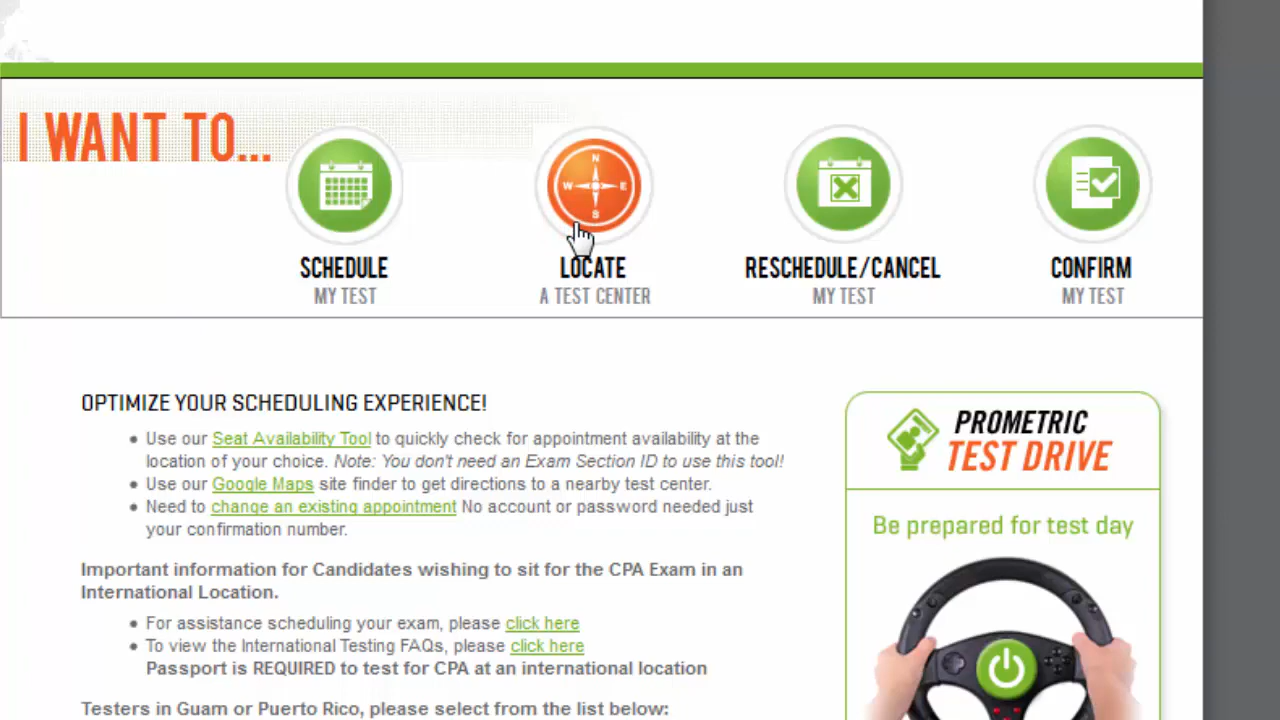 I WANT TO...
N
W E
S
SCHEDULE
MY TEST
LOCATE
A TEST CENTER
RESCHEDULE/CANCEL
MY TEST
CONFIRM
MY TEST
OPTIMIZE YOUR SCHEDULING EXPERIENCE!
• Use our Seat Availability Tool to quickly check for appointment availability at the
location of your choice. Note: You don't need an Exam Section ID to use this tool!
• Use our Google Maps site finder to get directions to a nearby test center.
• Need to change an existing appointment No account or password needed just
your confirmation number.
Important information for Candidates wishing to sit for the CPA Exam in an
International Location.
• For assistance scheduling your exam, please click here
• To view the International Testing FAQs, please click here
Passport is REQUIRED to test for CPA at an international location
Testers in Guam or Puerto Rico, please select from the list below:
PROMETRIC
TEST DRIVE
Be prepared for test day